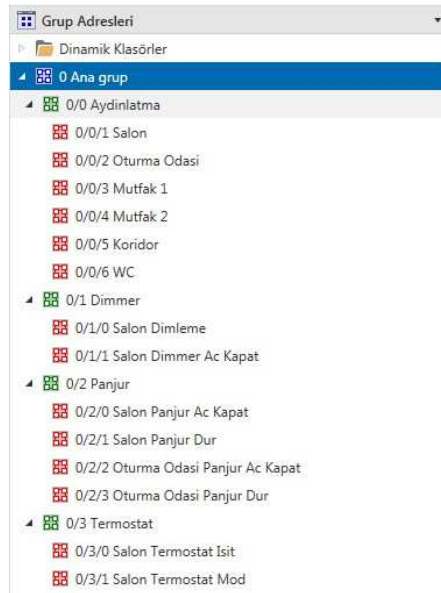 Grup Adresleri
Dinamik Klasörler
0 Ana grup
0/0 Aydinlatma
0/0/1 Salon
0/0/2 Oturma Odasi
0/0/3 Mutfak 1
0/0/4 Mutfak 2
0/0/5 Koridor
0/0/6 WC
0/1 Dimmer
0/1/0 Salon Dimleme
0/1/1 Salon Dimmer Ac Kapat
0/2 Panjur
0/2/0 Salon Panjur Ac Kapat
0/2/1 Salon Panjur Dur
0/2/2 Oturma Odasi Panjur Ac Kapat
0/2/3 Oturma Odasi Panjur Dur
0/3 Termostat
0/3/0 Salon Termostat Isit
0/3/1 Salon Termostat Mod